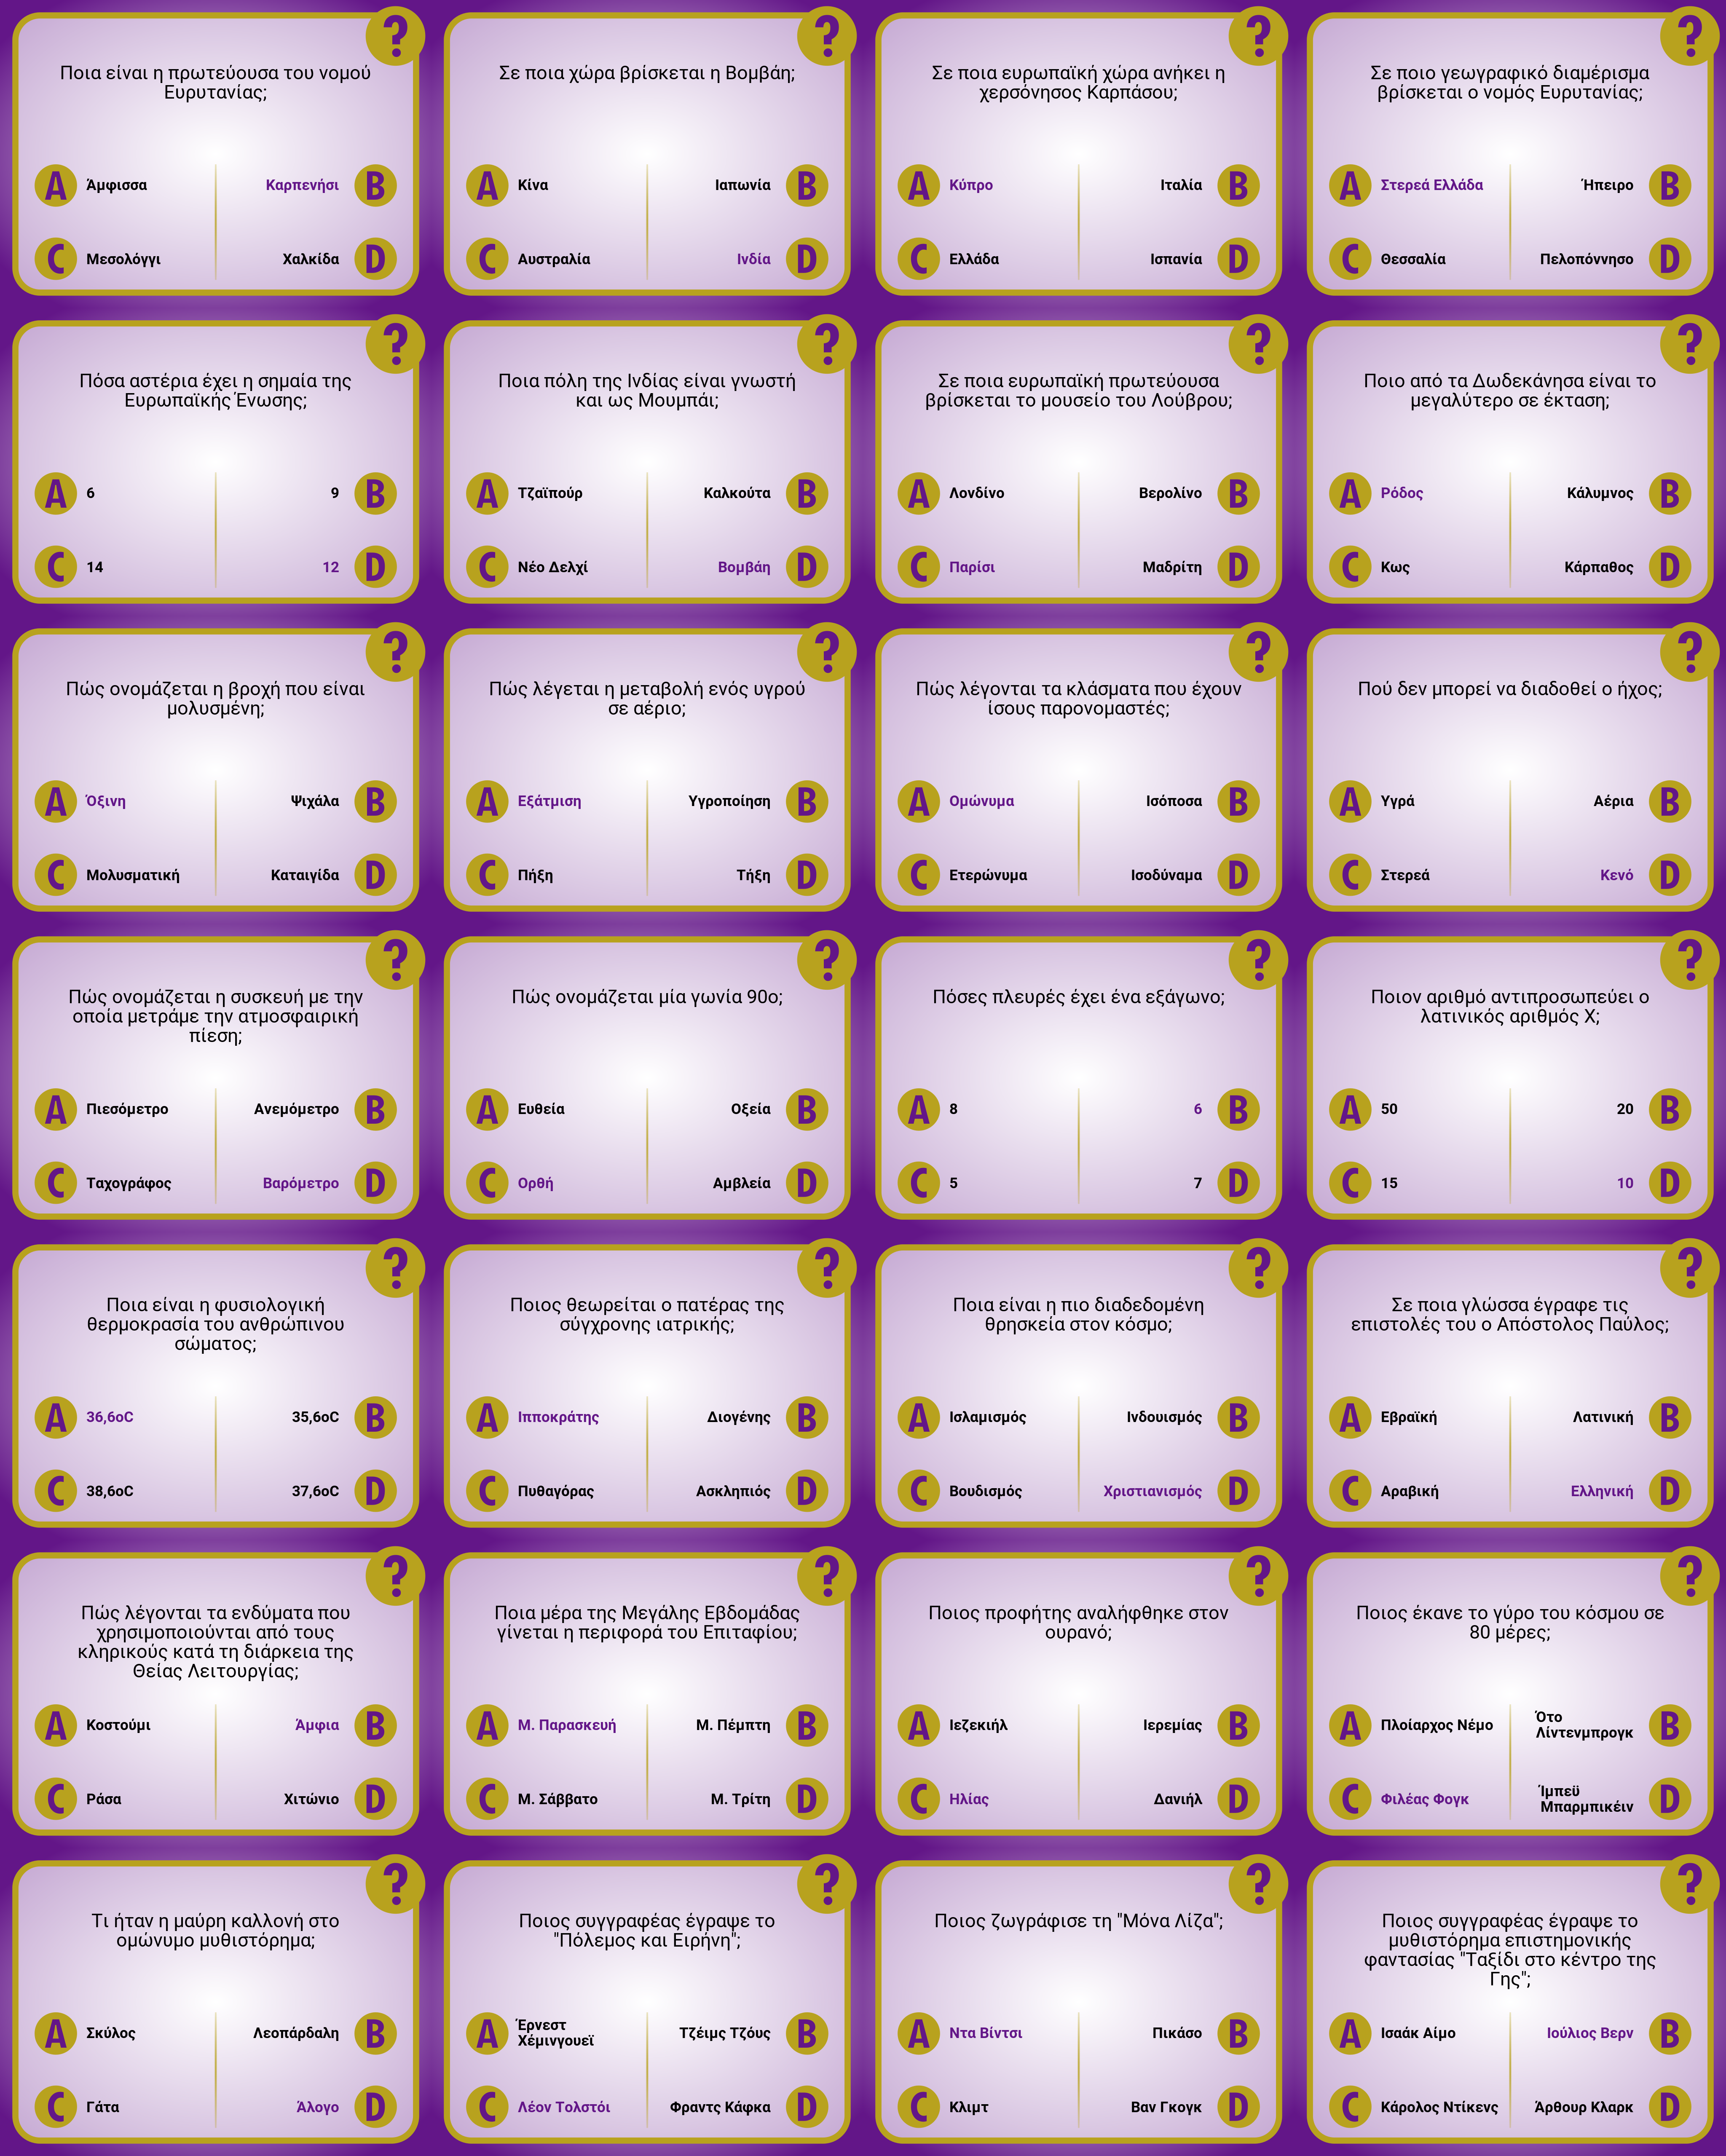 ?
Ποια είναι η πρωτεύουσα του νομού
Ευρυτανίας;
A Άμφισσα
Καρπενήσι B
C Μεσολόγγι
Χαλκίδα D
?
Σε ποια χώρα βρίσκεται η Βομβάη;
A Κίνα
Ιαπωνία B
C Αυστραλία
Ινδία D
?
Σε ποια ευρωπαϊκή χώρα ανήκει η
χερσόνησος Καρπάσου;
A Κύπρο
Ιταλία B
C Ελλάδα
Ισπανία D
?
Σε ποιο γεωγραφικό διαμέρισμα
βρίσκεται ο νομός Ευρυτανίας;
A Στερεά Ελλάδα
Ήπειρο B
C Θεσσαλία
Πελοπόννησο D
?
Πόσα αστέρια έχει η σημαία της
Ευρωπαϊκής Ένωσης;
A 6
9 B
C 14
12 D
?
Ποια πόλη της Ινδίας είναι γνωστή
και ως Μουμπάι;
A Τζαϊπούρ
Καλκούτα B
C Νέο Δελχί
Βομβάη D
?
Σε ποια ευρωπαϊκή πρωτεύουσα
βρίσκεται το μουσείο του Λούβρου;
A Λονδίνο
Βερολίνο B
C Παρίσι
Μαδρίτη D
?
Ποιο από τα Δωδεκάνησα είναι το
μεγαλύτερο σε έκταση;
A Ρόδος
Κάλυμνος B
C Κως
Κάρπαθος D
?
Πώς ονομάζεται η βροχή που είναι
μολυσμένη;
A Όξινη
Ψιχάλα B
C Μολυσματική
Καταιγίδα D
?
Πώς λέγεται η μεταβολή ενός υγρού
σε αέριο;
A Εξάτμιση
Υγροποίηση B
C Πήξη
Τήξη D
?
Πώς λέγονται τα κλάσματα που έχουν
ίσους παρονομαστές;
A Ομώνυμα
Ισόποσα B
C Ετερώνυμα
Ισοδύναμα D
?
Πού δεν μπορεί να διαδοθεί ο ήχος;
A Υγρά
Αέρια B
C Στερεά
Κενό D
?
Πώς ονομάζεται η συσκευή με την
οποία μετράμε την ατμοσφαιρική
πίεση;
A Πιεσόμετρο
Ανεμόμετρο B
C Ταχογράφος
Βαρόμετρο D
?
Πώς ονομάζεται μία γωνία 90ο;
A Ευθεία
Οξεία B
C Ορθή
Αμβλεία D
?
Πόσες πλευρές έχει ένα εξάγωνο;
A 8
6 B
C 5
7 D
?
Ποιον αριθμό αντιπροσωπεύει ο
λατινικός αριθμός Χ;
A 50
20 B
C 15
10 D
?
Ποια είναι η φυσιολογική
θερμοκρασία του ανθρώπινου
σώματος;
A 36,6οC
35,6οC B
C 38,6οC
37,6οC D
?
Ποιος θεωρείται ο πατέρας της
σύγχρονης ιατρικής;
A Ιπποκράτης
Διογένης B
C Πυθαγόρας
Ασκληπιός D
?
Ποια είναι η πιο διαδεδομένη
θρησκεία στον κόσμο;
A Ισλαμισμός
Ινδουισμός B
C Βουδισμός
Χριστιανισμός D
?
Σε ποια γλώσσα έγραφε τις
επιστολές του ο Απόστολος Παύλος;
A Εβραϊκή
Λατινική B
C Αραβική
Ελληνική D
?
Πώς λέγονται τα ενδύματα που
χρησιμοποιούνται από τους
κληρικούς κατά τη διάρκεια της
Θείας Λειτουργίας;
A Κοστούμι
Άμφια B
C Ράσα
Χιτώνιο D
?
Ποια μέρα της Μεγάλης Εβδομάδας
γίνεται η περιφορά του Επιταφίου;
A Μ. Παρασκευή
Μ. Πέμπτη B
C Μ. Σάββατο
Μ. Τρίτη D
?
Ποιος προφήτης αναλήφθηκε στον
ουρανό;
A Ιεζεκιήλ
Ιερεμίας B
C Ηλίας
Δανιήλ D
?
Ποιος έκανε το γύρο του κόσμου σε
80 μέρες;
A Πλοίαρχος Νέμο
Ότο
Λίντενμπρογκ B
C Φιλέας Φογκ
Ίμπεϋ
Μπαρμπικέιν D
?
Τι ήταν η μαύρη καλλονή στο
ομώνυμο μυθιστόρημα;
A Σκύλος
Λεοπάρδαλη B
C Γάτα
Άλογο D
?
Ποιος συγγραφέας έγραψε το
"Πόλεμος και Ειρήνη";
A Έρνεστ
Χέμινγουεϊ
Τζέιμς Τζόυς B
C Λέον Τολστόι
Φραντς Κάφκα D
?
Ποιος ζωγράφισε τη "Μόνα Λίζα";
A Ντα Βίντσι
Πικάσο B
C Κλιμτ
Βαν Γκογκ D
?
Ποιος συγγραφέας έγραψε το
μυθιστόρημα επιστημονικής
φαντασίας "Ταξίδι στο κέντρο της
Γης";
A Ισαάκ Αίμο
Ιούλιος Βερν B
C Κάρολος Ντίκενς
Άρθουρ Κλαρκ D